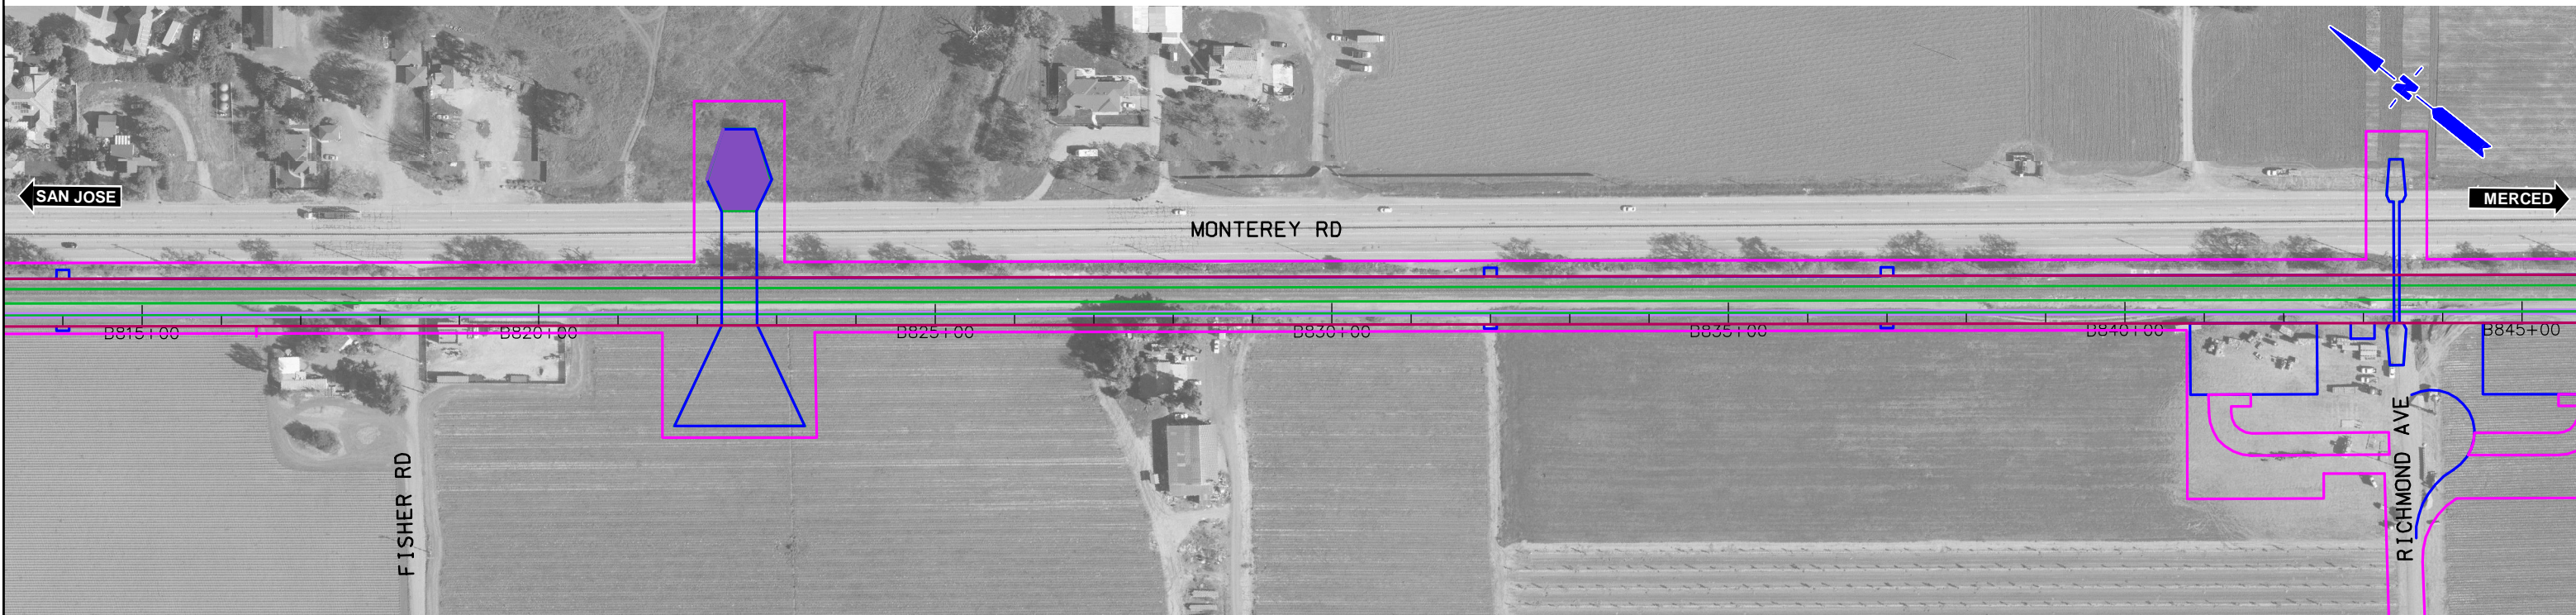 N
SAN JOSE
MERCED
MONTEREY RD
B815+00
B820+00
B825+00
B830+00
B835+00
B840+00
B845+00
FISHER RD
RICHMOND AVE